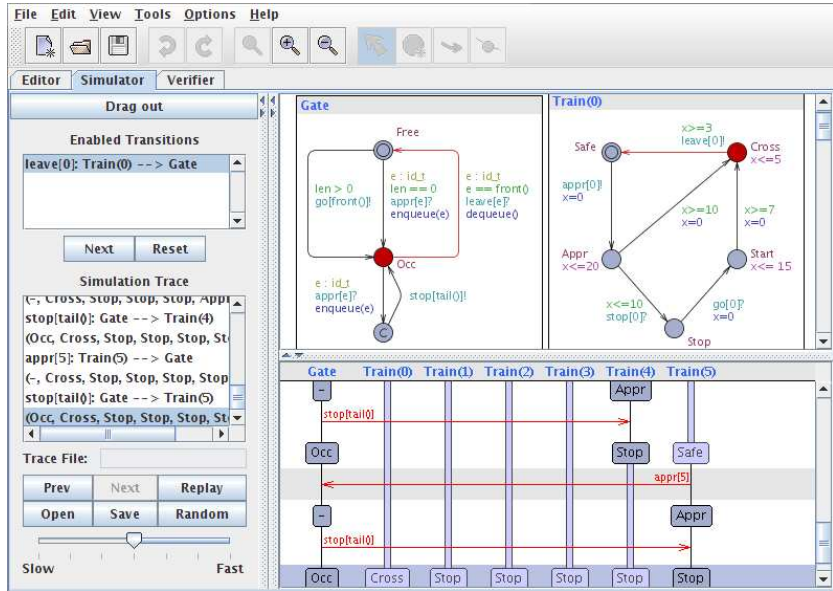 File Edit View Tools Options Help
Editor Simulator Verifier
Drag out
Enabled Transitions
leave[0]: Train(0) --> Gate
Next Reset
Simulation Trace
(-, Cross, Stop, Stop, Stop, Appr
stop[tail()]: Gate --> Train(4)
(Occ, Cross, Stop, Stop, Stop, St
appr[5]: Train(5) --> Gate
(-, Cross, Stop, Stop, Stop, Stop
stop[tail()]: Gate --> Train(5)
(Occ, Cross, Stop, Stop, Stop, St
Trace File:
Prev Next Replay
Open Save Random
Slow Fast
Gate
Free
len > 0
go[front()]!
e : id_t
len == 0
appr[e]?
enqueue(e)
e : id_t
e == front()
leave[e]?
dequeue()
Occ
e : id_t
appr[e]?
enqueue(e)
stop[tail()]!
C
Train(0)
Safe
x>=3
leave[0]!
Cross
x<=5
appr[0]!
x=0
x>=10
x=0
x>=7
x=0
Appr
x<=20
Start
x<= 15
x<=10
stop[0]?
go[0]?
x=0
Stop
Gate Train(0) Train(1) Train(2) Train(3) Train(4) Train(5)
- Appr
stop[tail()]
Occ Stop Safe
appr[5]
- Appr
stop[tail()]
Occ Cross Stop Stop Stop Stop Stop